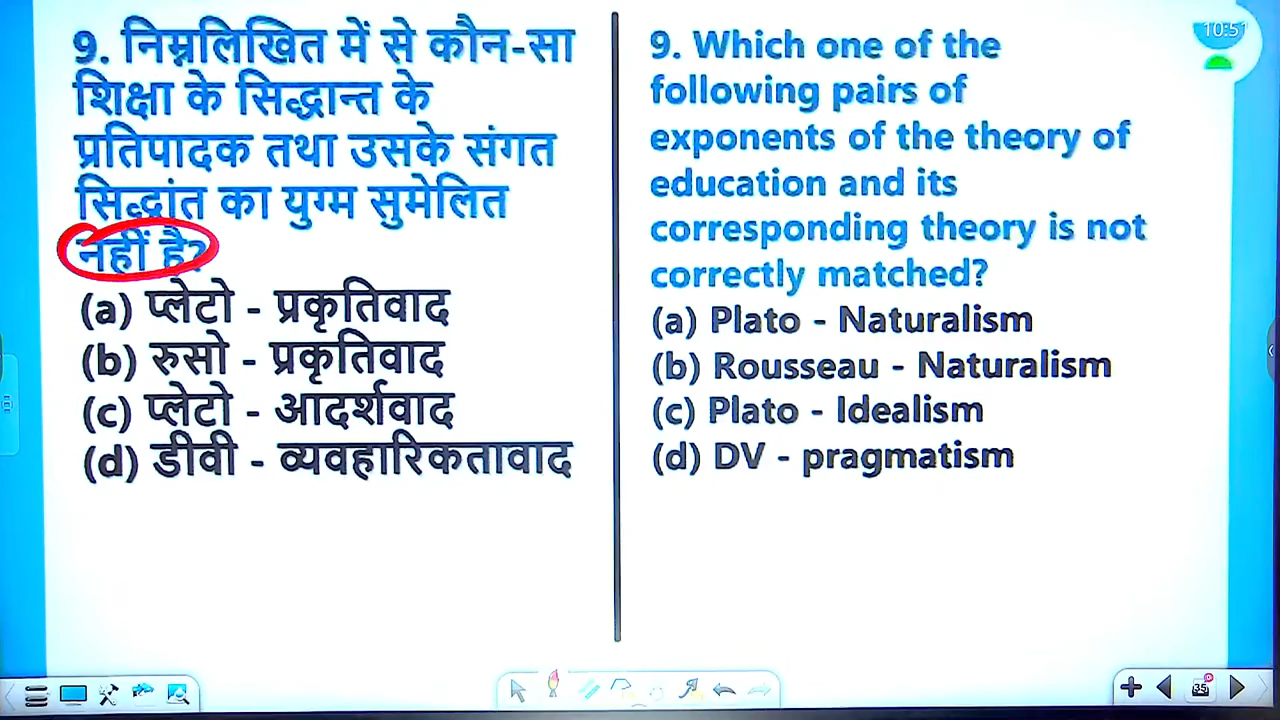 9. निम्नलिखित में से कौन-सा
शिक्षा के सिद्धान्त के
प्रतिपादक तथा उसके संगत
सिद्धांत का युग्म सुमेलित
नहीं है?
(a) प्लेटो - प्रकृतिवाद
(b) रुसो - प्रकृतिवाद
(c) प्लेटो - आदर्शवाद
(d) डीवी - व्यवहारिकतावाद
9. Which one of the
following pairs of
exponents of the theory of
education and its
corresponding theory is not
correctly matched?
(a) Plato - Naturalism
(b) Rousseau - Naturalism
(c) Plato - Idealism
(d) DV - pragmatism
10:51
35